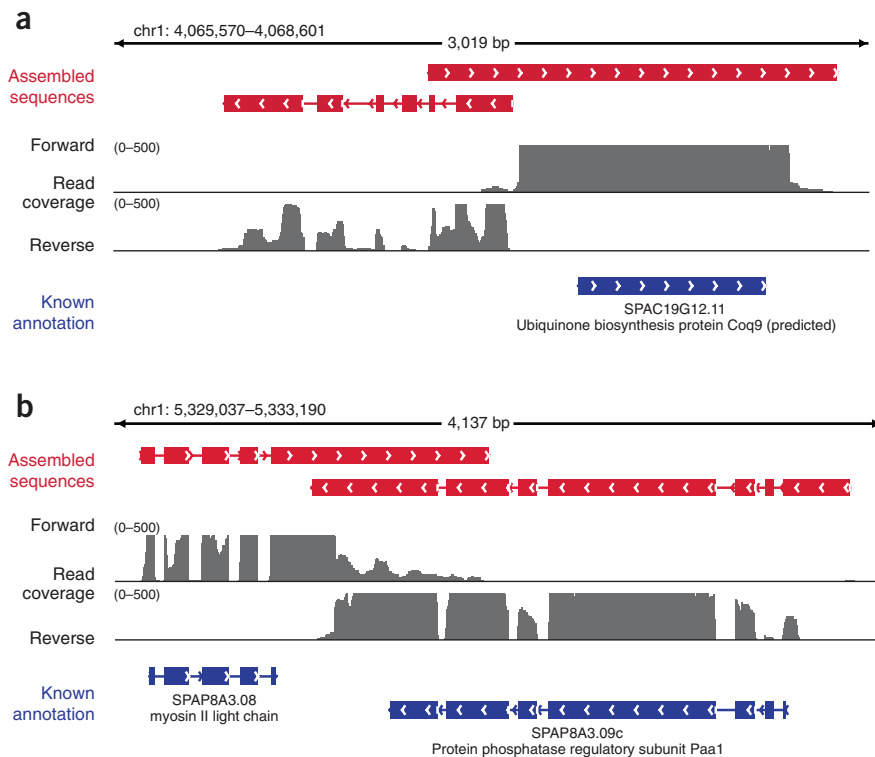 a
chr1: 4,065,570–4,068,601
3,019 bp
Assembled
sequences
Forward
(0–500)
Read
coverage
(0–500)
Reverse
Known
annotation
SPAC19G12.11
Ubiquinone biosynthesis protein Coq9 (predicted)
b
chr1: 5,329,037–5,333,190
4,137 bp
Assembled
sequences
Forward
(0–500)
Read
coverage
(0–500)
Reverse
Known
annotation
SPAP8A3.08
myosin II light chain
SPAP8A3.09c
Protein phosphatase regulatory subunit Paa1